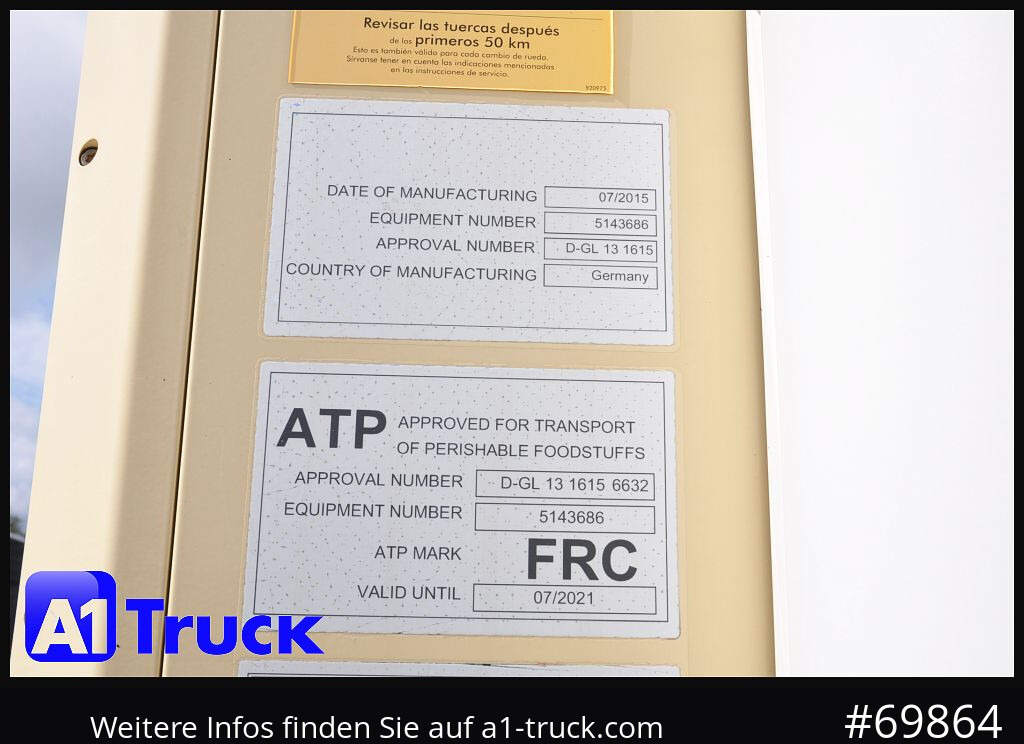 Revisar las tuercas después
de los primeros 50 km
Esto es también válido para cada cambio de rueda.
Sírvanse tener en cuenta las indicaciones mencionadas
en las instrucciones de servicio.
920975
DATE OF MANUFACTURING 07/2015
EQUIPMENT NUMBER 5143686
APPROVAL NUMBER D-GL 13 1615
COUNTRY OF MANUFACTURING Germany
ATP APPROVED FOR TRANSPORT
OF PERISHABLE FOODSTUFFS
APPROVAL NUMBER D-GL 13 1615 6632
EQUIPMENT NUMBER 5143686
ATP MARK FRC
VALID UNTIL 07/2021
A1 Truck
Weitere Infos finden Sie auf a1-truck.com
#69864